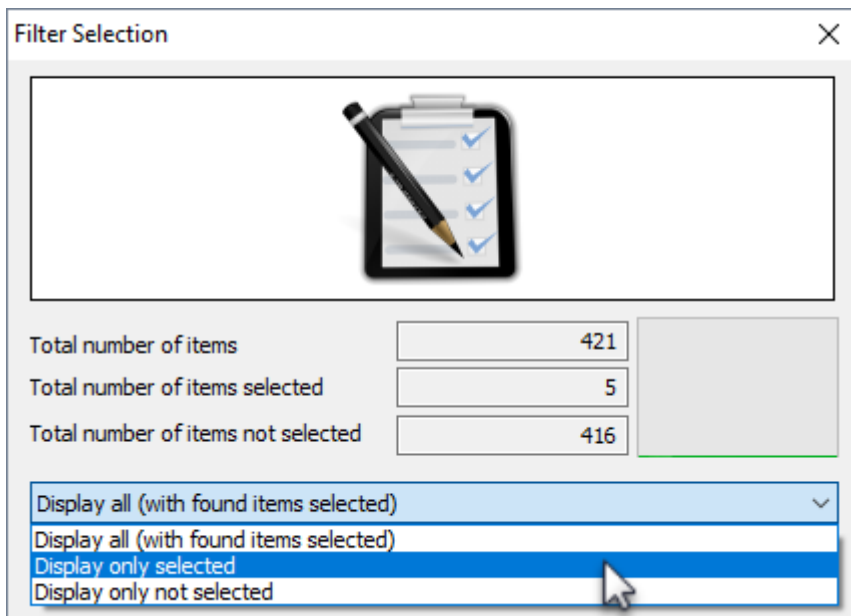 Filter Selection
Total number of items 421
Total number of items selected 5
Total number of items not selected 416
Display all (with found items selected)
Display all (with found items selected)
Display only selected
Display only not selected